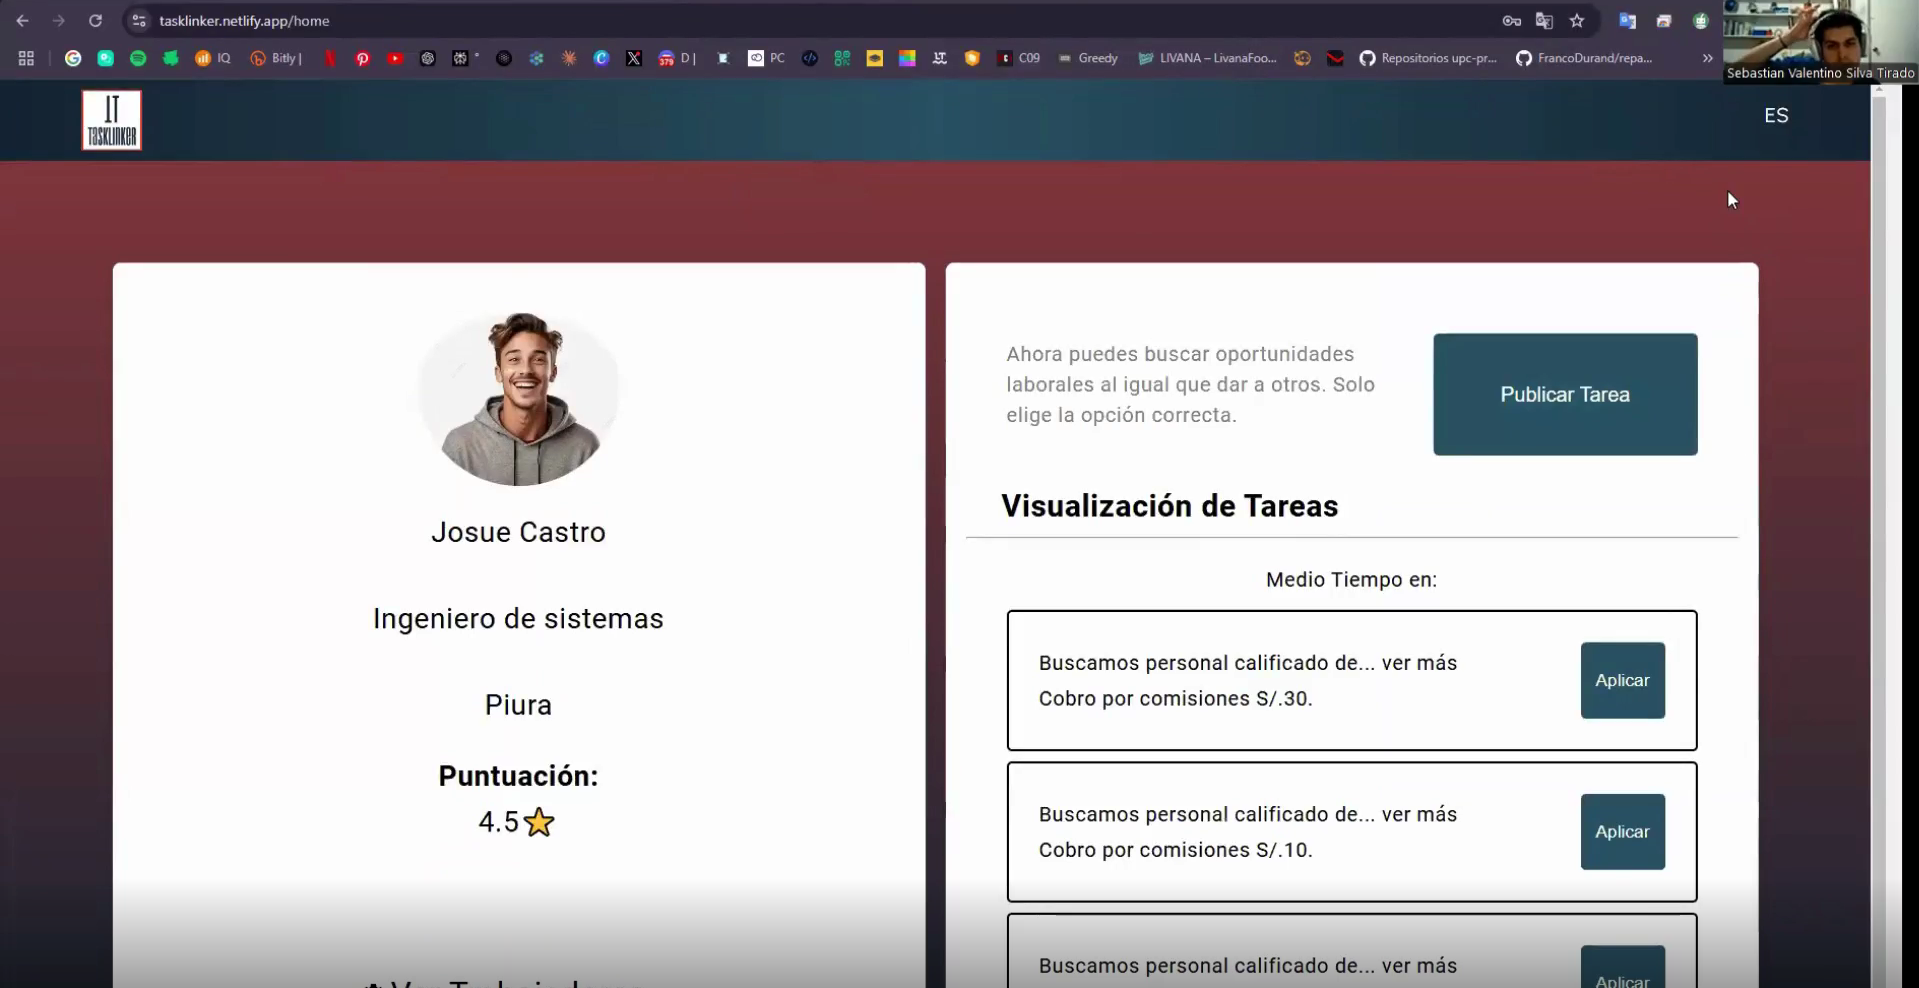 tasklinker.netlify.app/home
IQ
Bitly |
379
D |
PC
C09
Greedy
LIVANA – LivanaFoo...
Repositorios upc-pr...
FrancoDurand/repa...
»
Sebastian Valentino Silva Tirado
IT
TASKLINKER
ES
Ahora puedes buscar oportunidades
laborales al igual que dar a otros. Solo
elige la opción correcta.
Publicar Tarea
Josue Castro
Ingeniero de sistemas
Piura
Puntuación:
4.5
Visualización de Tareas
Medio Tiempo en:
Buscamos personal calificado de... ver más
Cobro por comisiones S/.30.
Aplicar
Buscamos personal calificado de... ver más
Cobro por comisiones S/.10.
Aplicar
Buscamos personal calificado de... ver más
Aplicar